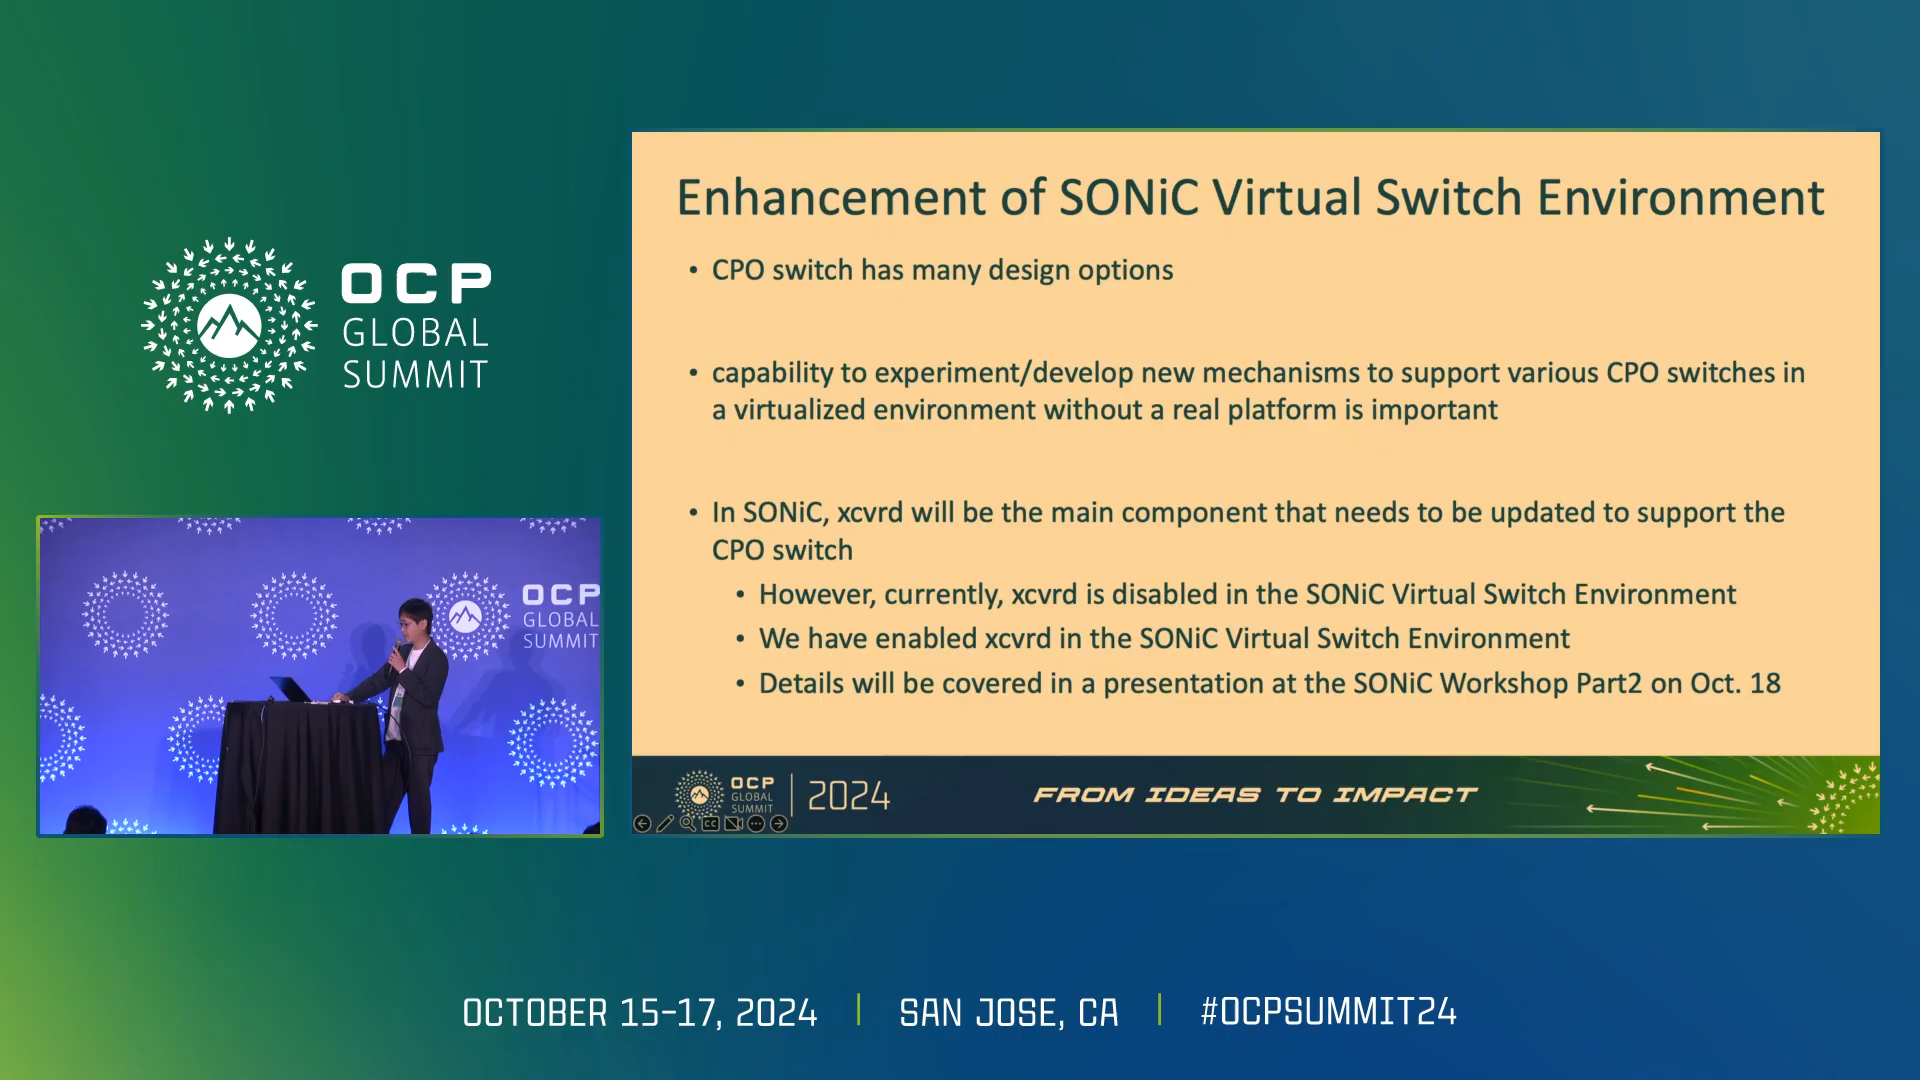 OCP
GLOBAL
SUMMIT
OCP
GLOBAL
SUMMIT
Enhancement of SONiC Virtual Switch Environment
• CPO switch has many design options
• capability to experiment/develop new mechanisms to support various CPO switches in
a virtualized environment without a real platform is important
• In SONiC, xcvrd will be the main component that needs to be updated to support the
CPO switch
• However, currently, xcvrd is disabled in the SONiC Virtual Switch Environment
• We have enabled xcvrd in the SONiC Virtual Switch Environment
• Details will be covered in a presentation at the SONiC Workshop Part2 on Oct. 18
OCP
GLOBAL
SUMMIT
2024
FROM IDEAS TO IMPACT
CC
OCTOBER 15-17, 2024 | SAN JOSE, CA | #OCPSUMMIT24